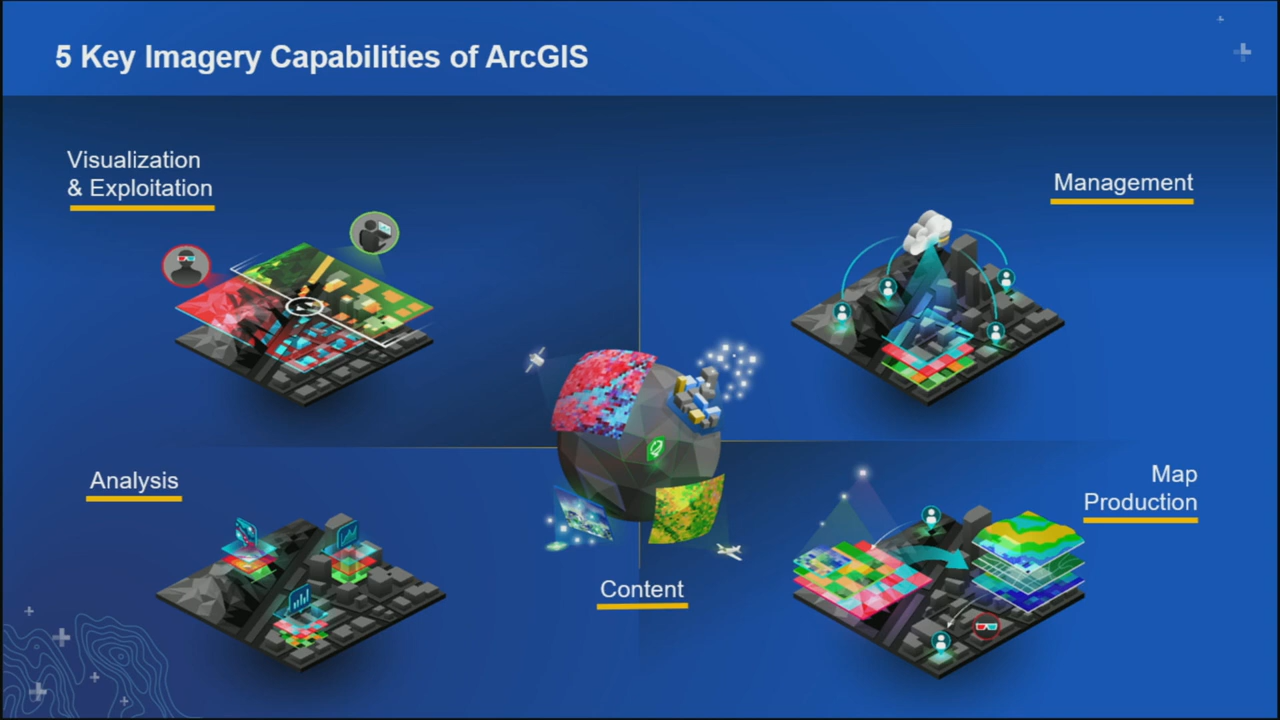 5 Key Imagery Capabilities of ArcGIS
Visualization
& Exploitation
Management
Analysis
Content
Map
Production